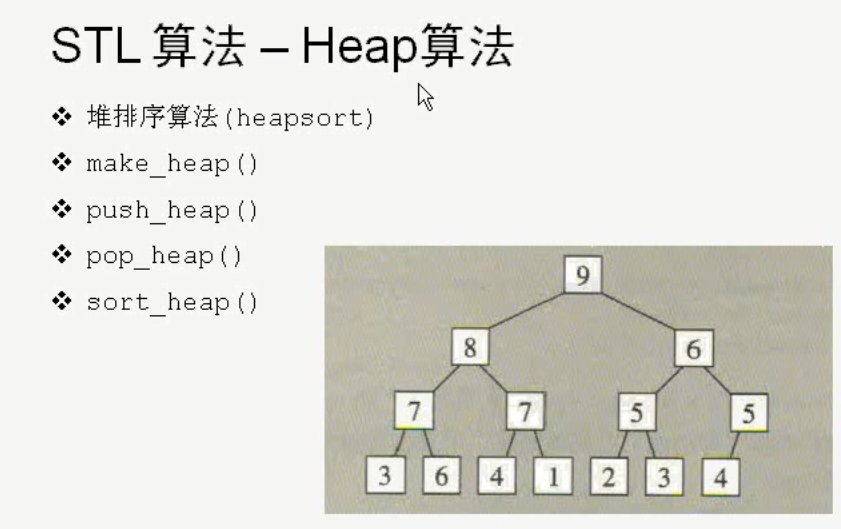 STL 算法 – Heap算法
堆排序算法(heapsort)
make_heap()
push_heap()
pop_heap()
sort_heap()
9
8 6
7 7 5 5
3 6 4 1 2 3 4